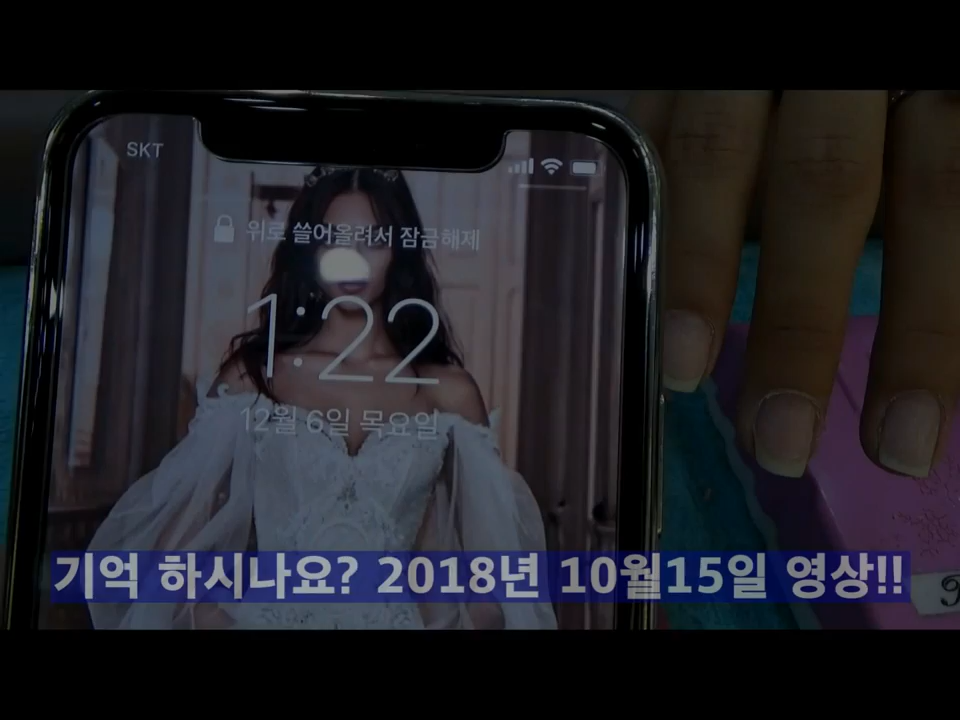 SKT
위로 쓸어올려서 잠금해제
1:22
12월 6일 목요일
기억 하시나요? 2018년 10월15일 영상!!